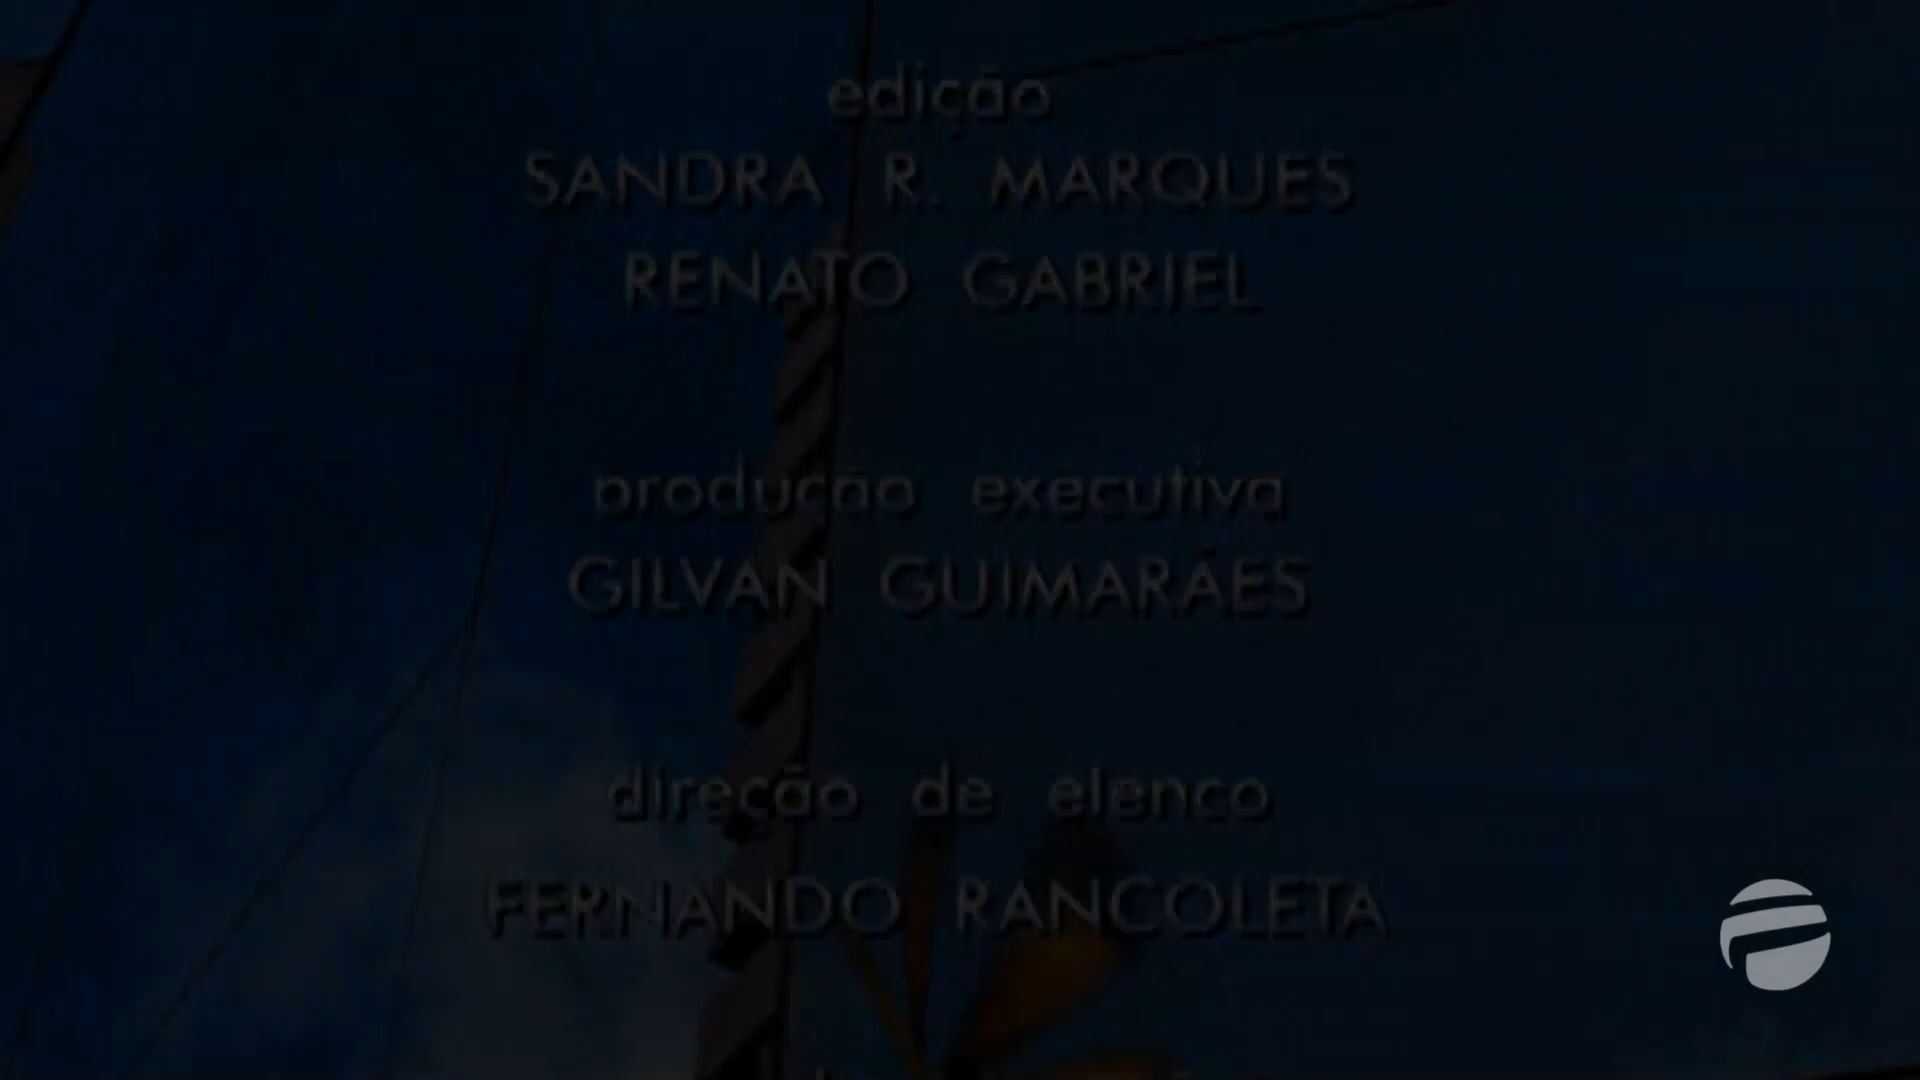 edição
SANDRA R. MARQUES
RENATO GABRIEL
produção executiva
GILVAN GUIMARÃES
direção de elenco
FERNANDO RANCOLETA